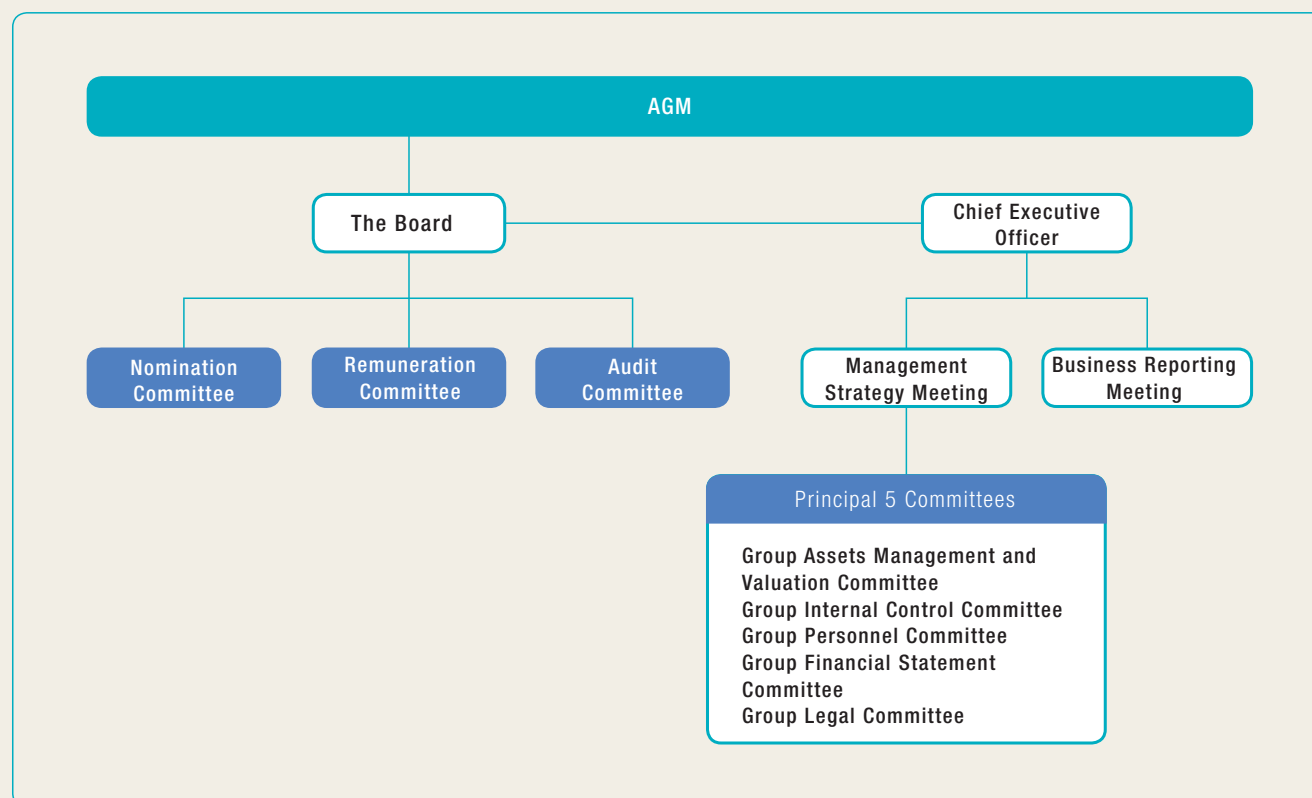 AGM
The Board
Chief Executive
Officer
Nomination
Committee
Remuneration
Committee
Audit
Committee
Management
Strategy Meeting
Business Reporting
Meeting
Principal 5 Committees
Group Assets Management and
Valuation Committee
Group Internal Control Committee
Group Personnel Committee
Group Financial Statement
Committee
Group Legal Committee